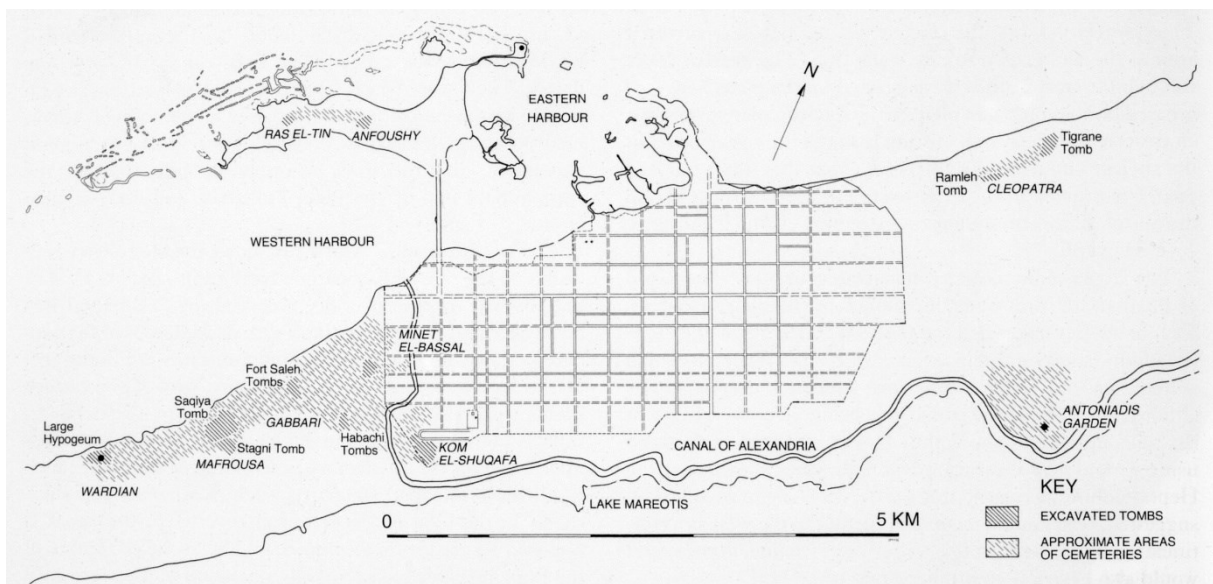 N
EASTERN
HARBOUR
RAS EL-TIN
ANFOUSHY
Tigrane
Tomb
Ramleh
Tomb
CLEOPATRA
WESTERN HARBOUR
MINET
EL-BASSAL
Fort Saleh
Tombs
Saqiya
Tomb
GABBARI
Large
Hypogeum
Stagni Tomb
Habachi
Tombs
MAFROUSA
WARDIAN
KOM
EL-SHUQAFA
CANAL OF ALEXANDRIA
ANTONIADIS
GARDEN
LAKE MAREOTIS
0
5 KM
KEY
EXCAVATED TOMBS
APPROXIMATE AREAS
OF CEMETERIES